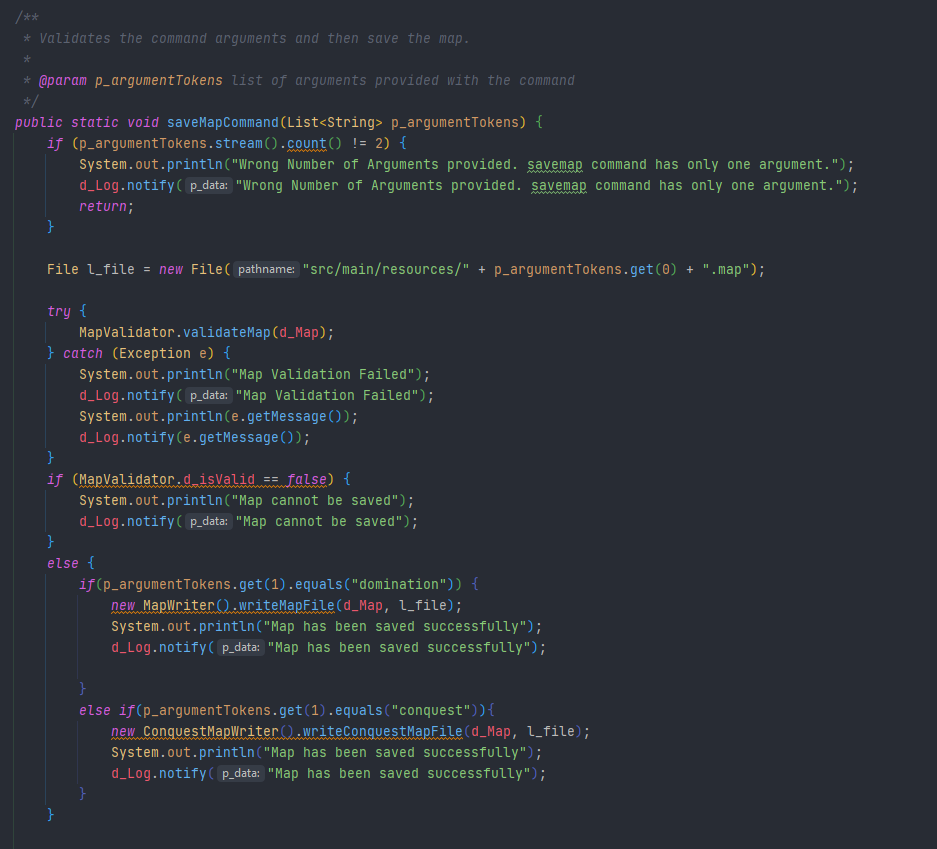 /**
 * Validates the command arguments and then save the map.
 *
 * @param p_argumentTokens list of arguments provided with the command
 */
public static void saveMapCommand(List<String> p_argumentTokens) {
    if (p_argumentTokens.stream().count() != 2) {
        System.out.println("Wrong Number of Arguments provided. savemap command has only one argument.");
        d_Log.notify( p_data: "Wrong Number of Arguments provided. savemap command has only one argument.");
        return;
    }

    File l_file = new File( pathname: "src/main/resources/" + p_argumentTokens.get(0) + ".map");

    try {
        MapValidator.validateMap(d_Map);
    } catch (Exception e) {
        System.out.println("Map Validation Failed");
        d_Log.notify( p_data: "Map Validation Failed");
        System.out.println(e.getMessage());
        d_Log.notify(e.getMessage());
    }
    if (MapValidator.d_isValid == false) {
        System.out.println("Map cannot be saved");
        d_Log.notify( p_data: "Map cannot be saved");
    }
    else {
        if(p_argumentTokens.get(1).equals("domination")) {
            new MapWriter().writeMapFile(d_Map, l_file);
            System.out.println("Map has been saved successfully");
            d_Log.notify( p_data: "Map has been saved successfully");

        }
        else if(p_argumentTokens.get(1).equals("conquest")){
            new ConquestMapWriter().writeConquestMapFile(d_Map, l_file);
            System.out.println("Map has been saved successfully");
            d_Log.notify( p_data: "Map has been saved successfully");
        }
    }